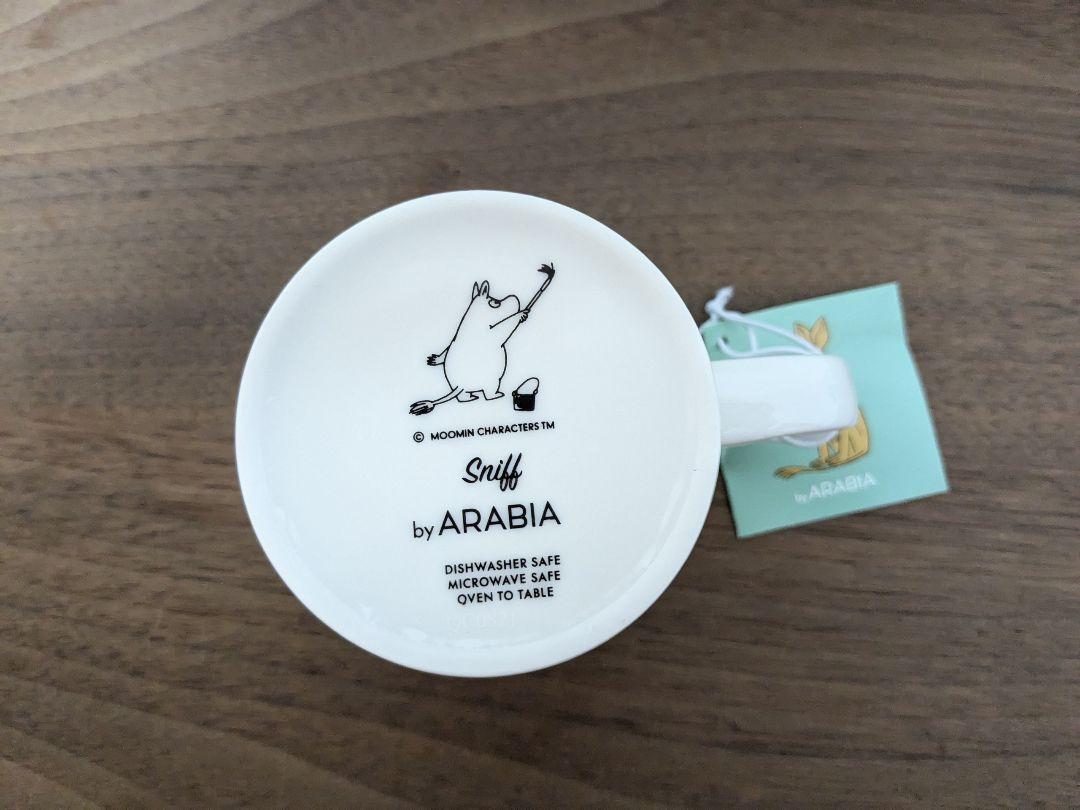 © MOOMIN CHARACTERS TM
Sniff
by ARABIA
DISHWASHER SAFE
MICROWAVE SAFE
OVEN TO TABLE
by ARABIA